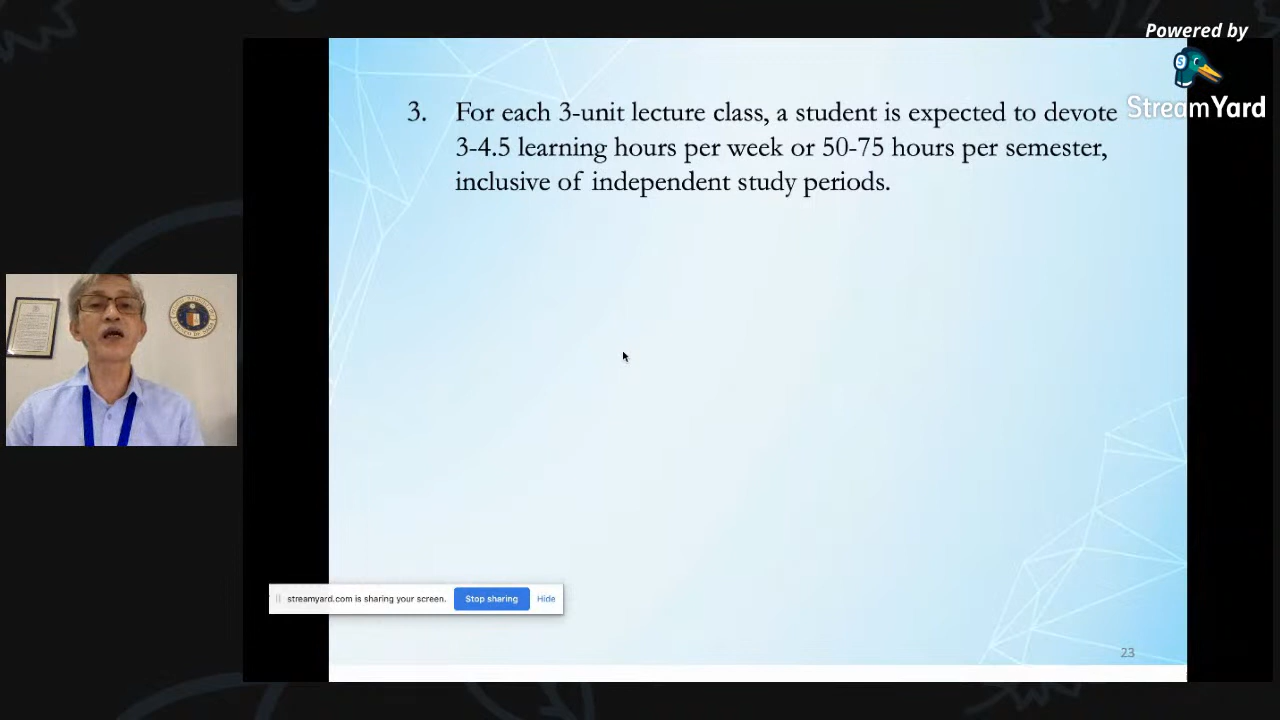 Powered by
StreamYard
3. For each 3-unit lecture class, a student is expected to devote
3-4.5 learning hours per week or 50-75 hours per semester,
inclusive of independent study periods.
streamyard.com is sharing your screen. Stop sharing Hide
23